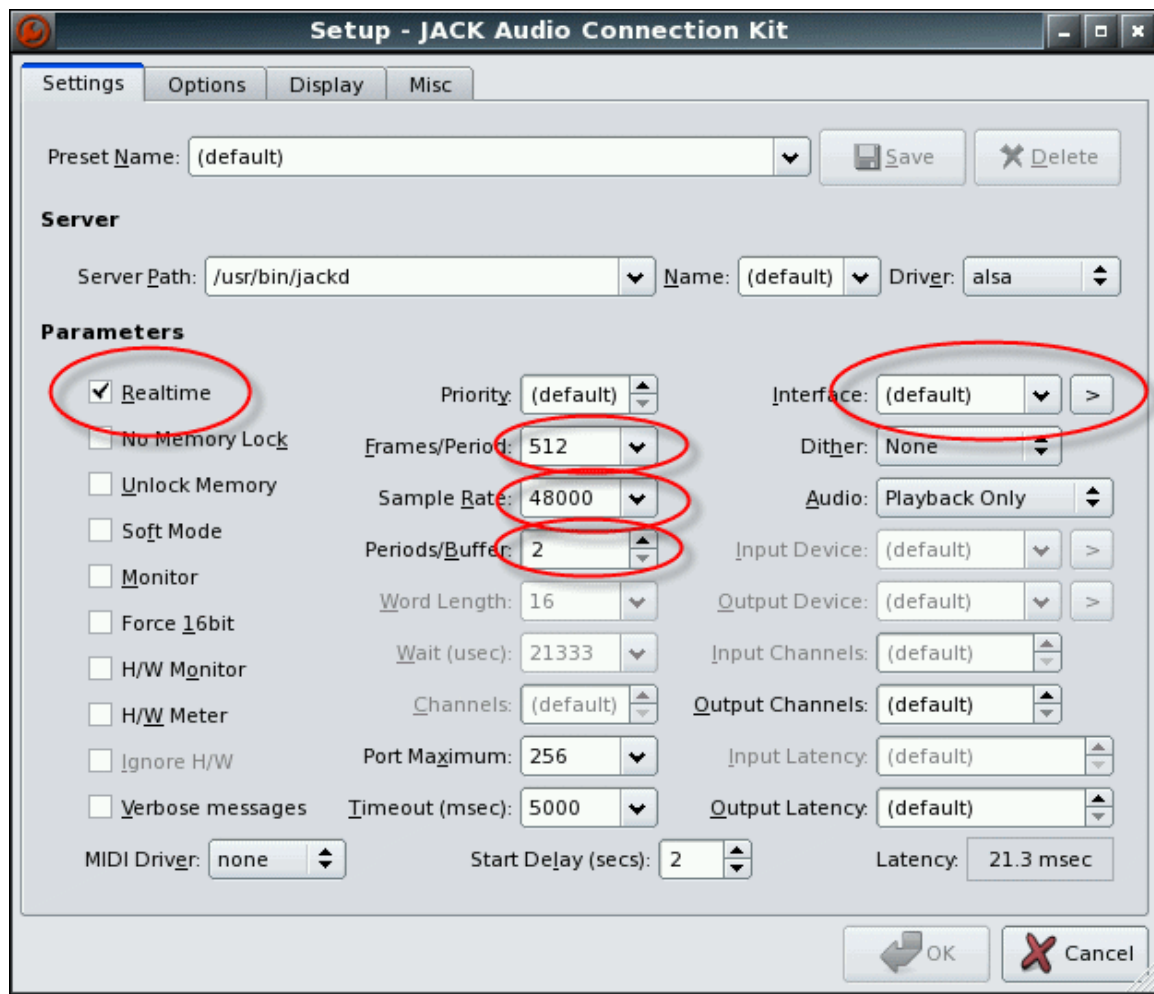 Setup - JACK Audio Connection Kit
Settings Options Display Misc
Preset Name: (default) Save Delete
Server
Server Path: /usr/bin/jackd Name: (default) Driver: alsa
Parameters
Realtime Priority: (default) Interface: (default) >
No Memory Lock Frames/Period: 512 Dither: None
Unlock Memory Sample Rate: 48000 Audio: Playback Only
Soft Mode Periods/Buffer: 2 Input Device: (default) >
Monitor Word Length: 16 Output Device: (default) >
Force 16bit Wait (usec): 21333 Input Channels: (default)
H/W Monitor Channels: (default) Output Channels: (default)
H/W Meter Port Maximum: 256 Input Latency: (default)
Ignore H/W Timeout (msec): 5000 Output Latency: (default)
Verbose messages
MIDI Driver: none Start Delay (secs): 2 Latency: 21.3 msec
OK Cancel